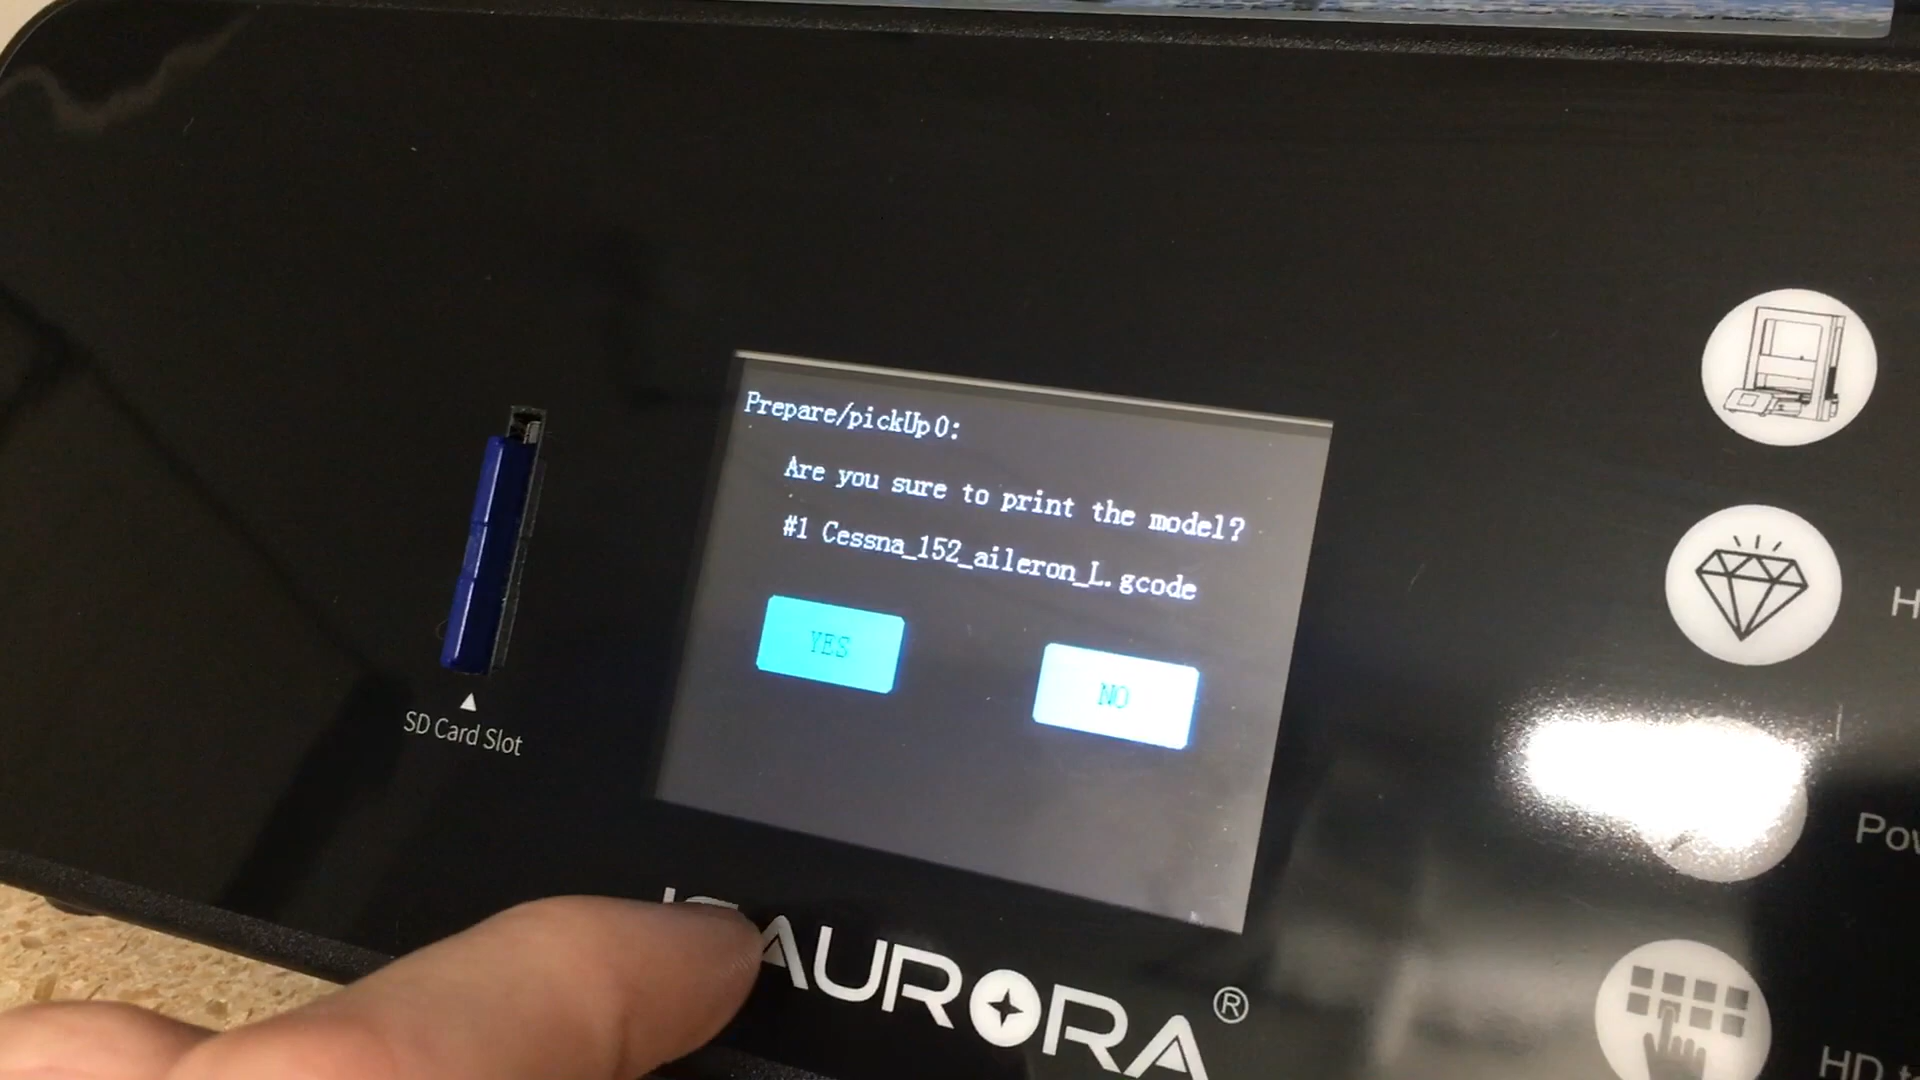 Prepare/pickUp0:
Are you sure to print the model?
#1 Cessna_152_aileron_L.gcode
YES
NO
SD Card Slot
AURORA®
HD